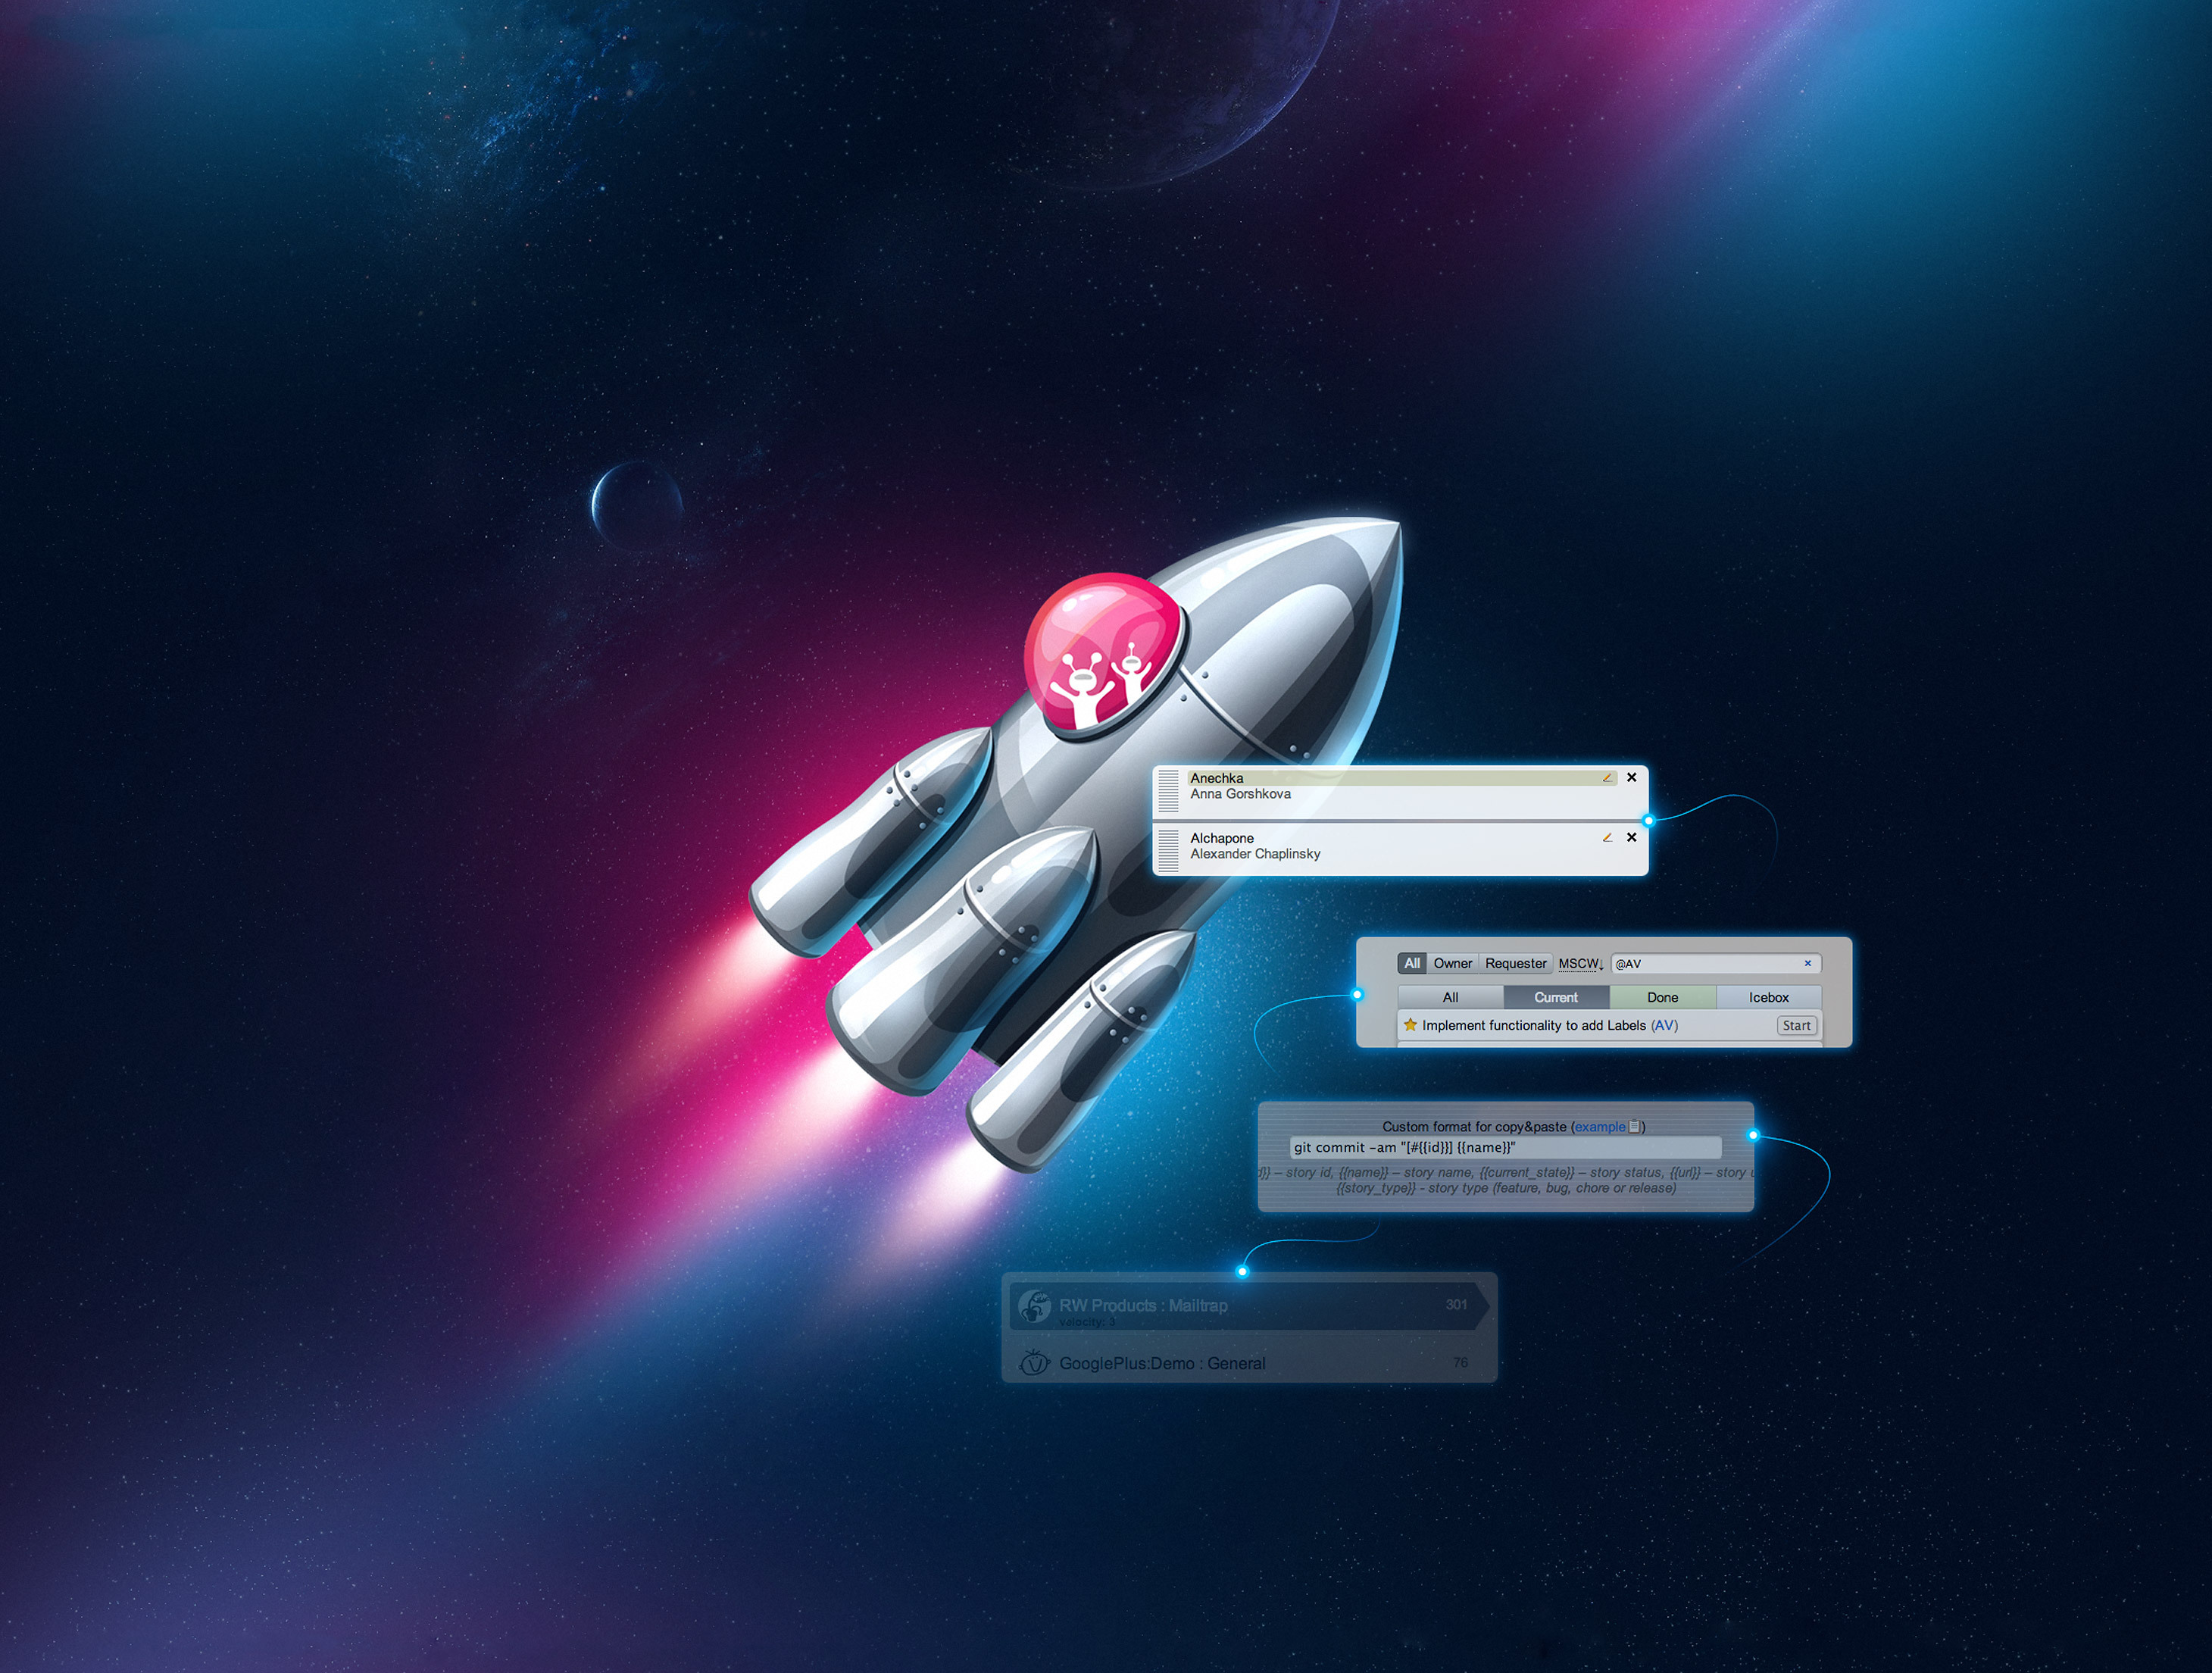 Anechka
Anna Gorshkova
Alchapone
Alexander Chaplinsky
All Owner Requester MSCW↓ @AV
All Current Done Icebox
Implement functionality to add Labels (AV) Start
Custom format for copy&paste (example)
git commit -am "[#{{id}}] {{name}}"
}} – story id, {{name}} – story name, {{current_state}} – story status, {{url}} – story
{{story_type}} - story type (feature, bug, chore or release)
RW Products : Mailtrap 301
velocity: 3
GooglePlus:Demo : General 76